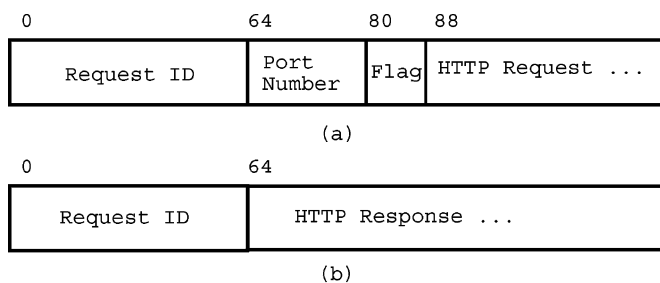 0 64 80 88
Request ID Port Number Flag HTTP Request ...
(a)
0 64
Request ID HTTP Response ...
(b)